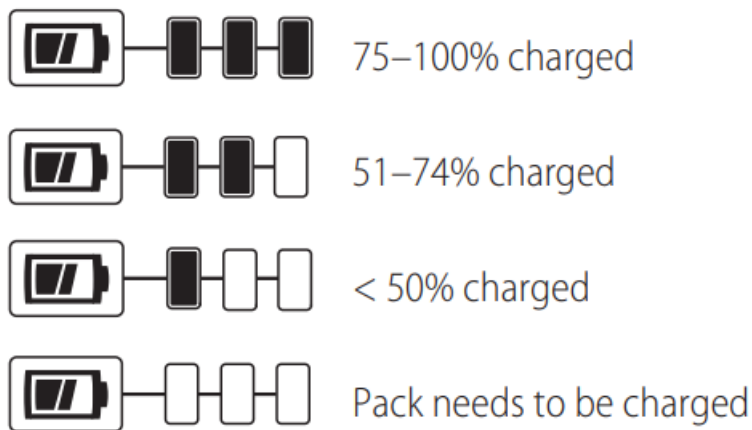 75–100% charged
51–74% charged
< 50% charged
Pack needs to be charged